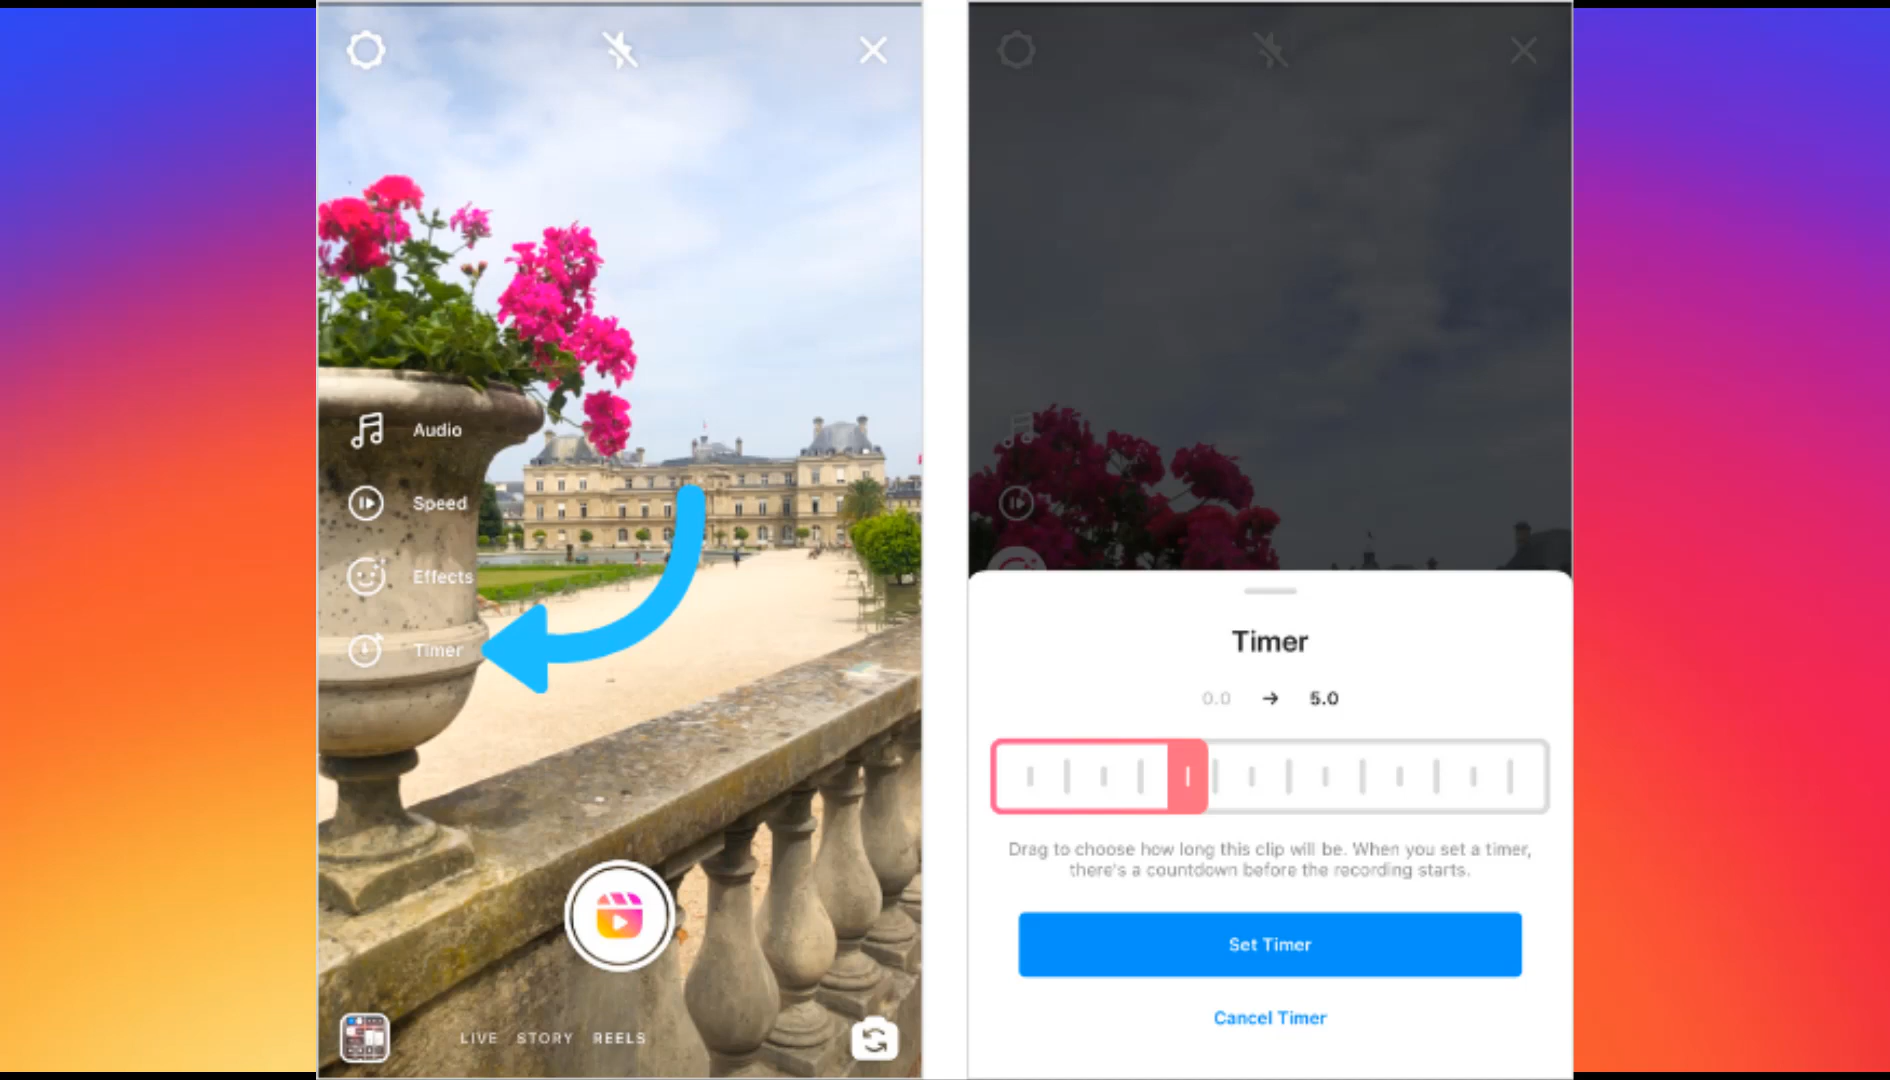 Audio
Speed
Effects
Timer
LIVE STORY REELS
Timer
0.0 → 5.0
Drag to choose how long this clip will be. When you set a timer,
there's a countdown before the recording starts.
Set Timer
Cancel Timer